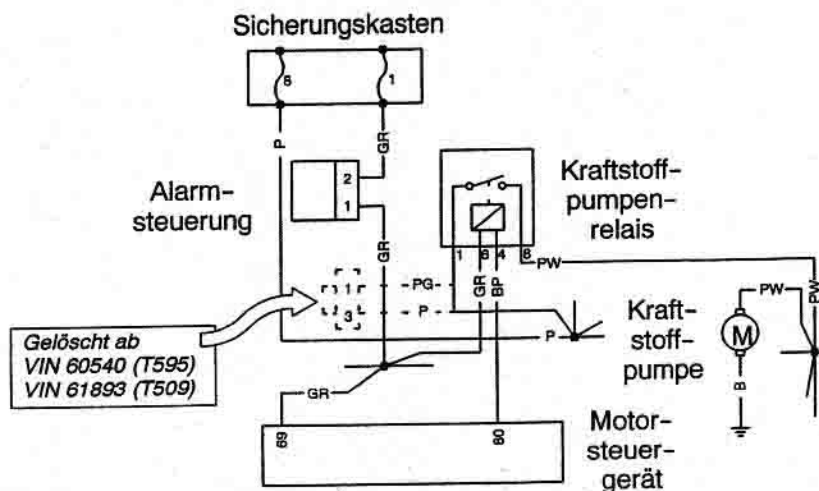 Sicherungskasten
8
1
P
GR
2
1
Alarm-
steuerung
GR
Kraftstoff-
pumpen-
relais
1
6
4
8
GR
BP
PW
PW
1
PG
3
P
Gelöscht ab
VIN 60540 (T595)
VIN 61893 (T509)
P
Kraft-
stoff-
pumpe
PW
M
B
GR
69
80
Motor-
steuer-
gerät